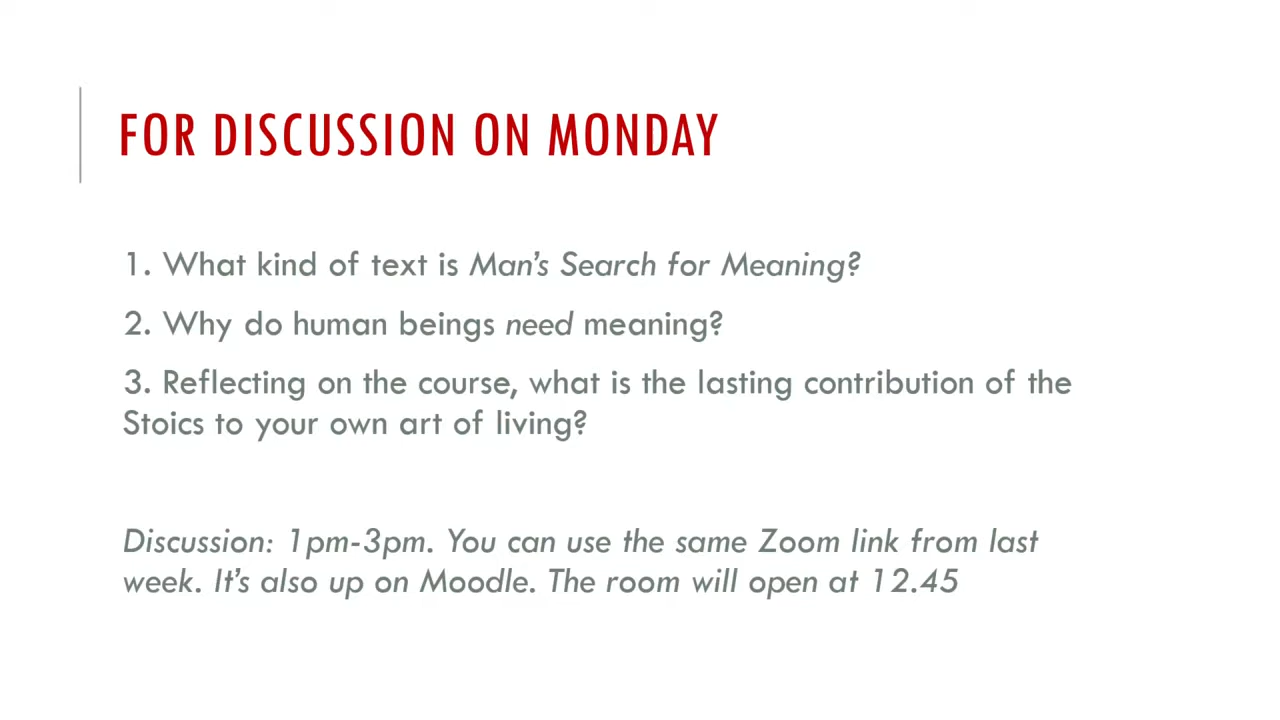 FOR DISCUSSION ON MONDAY
1. What kind of text is Man's Search for Meaning?
2. Why do human beings need meaning?
3. Reflecting on the course, what is the lasting contribution of the
Stoics to your own art of living?
Discussion: 1pm-3pm. You can use the same Zoom link from last
week. It's also up on Moodle. The room will open at 12.45